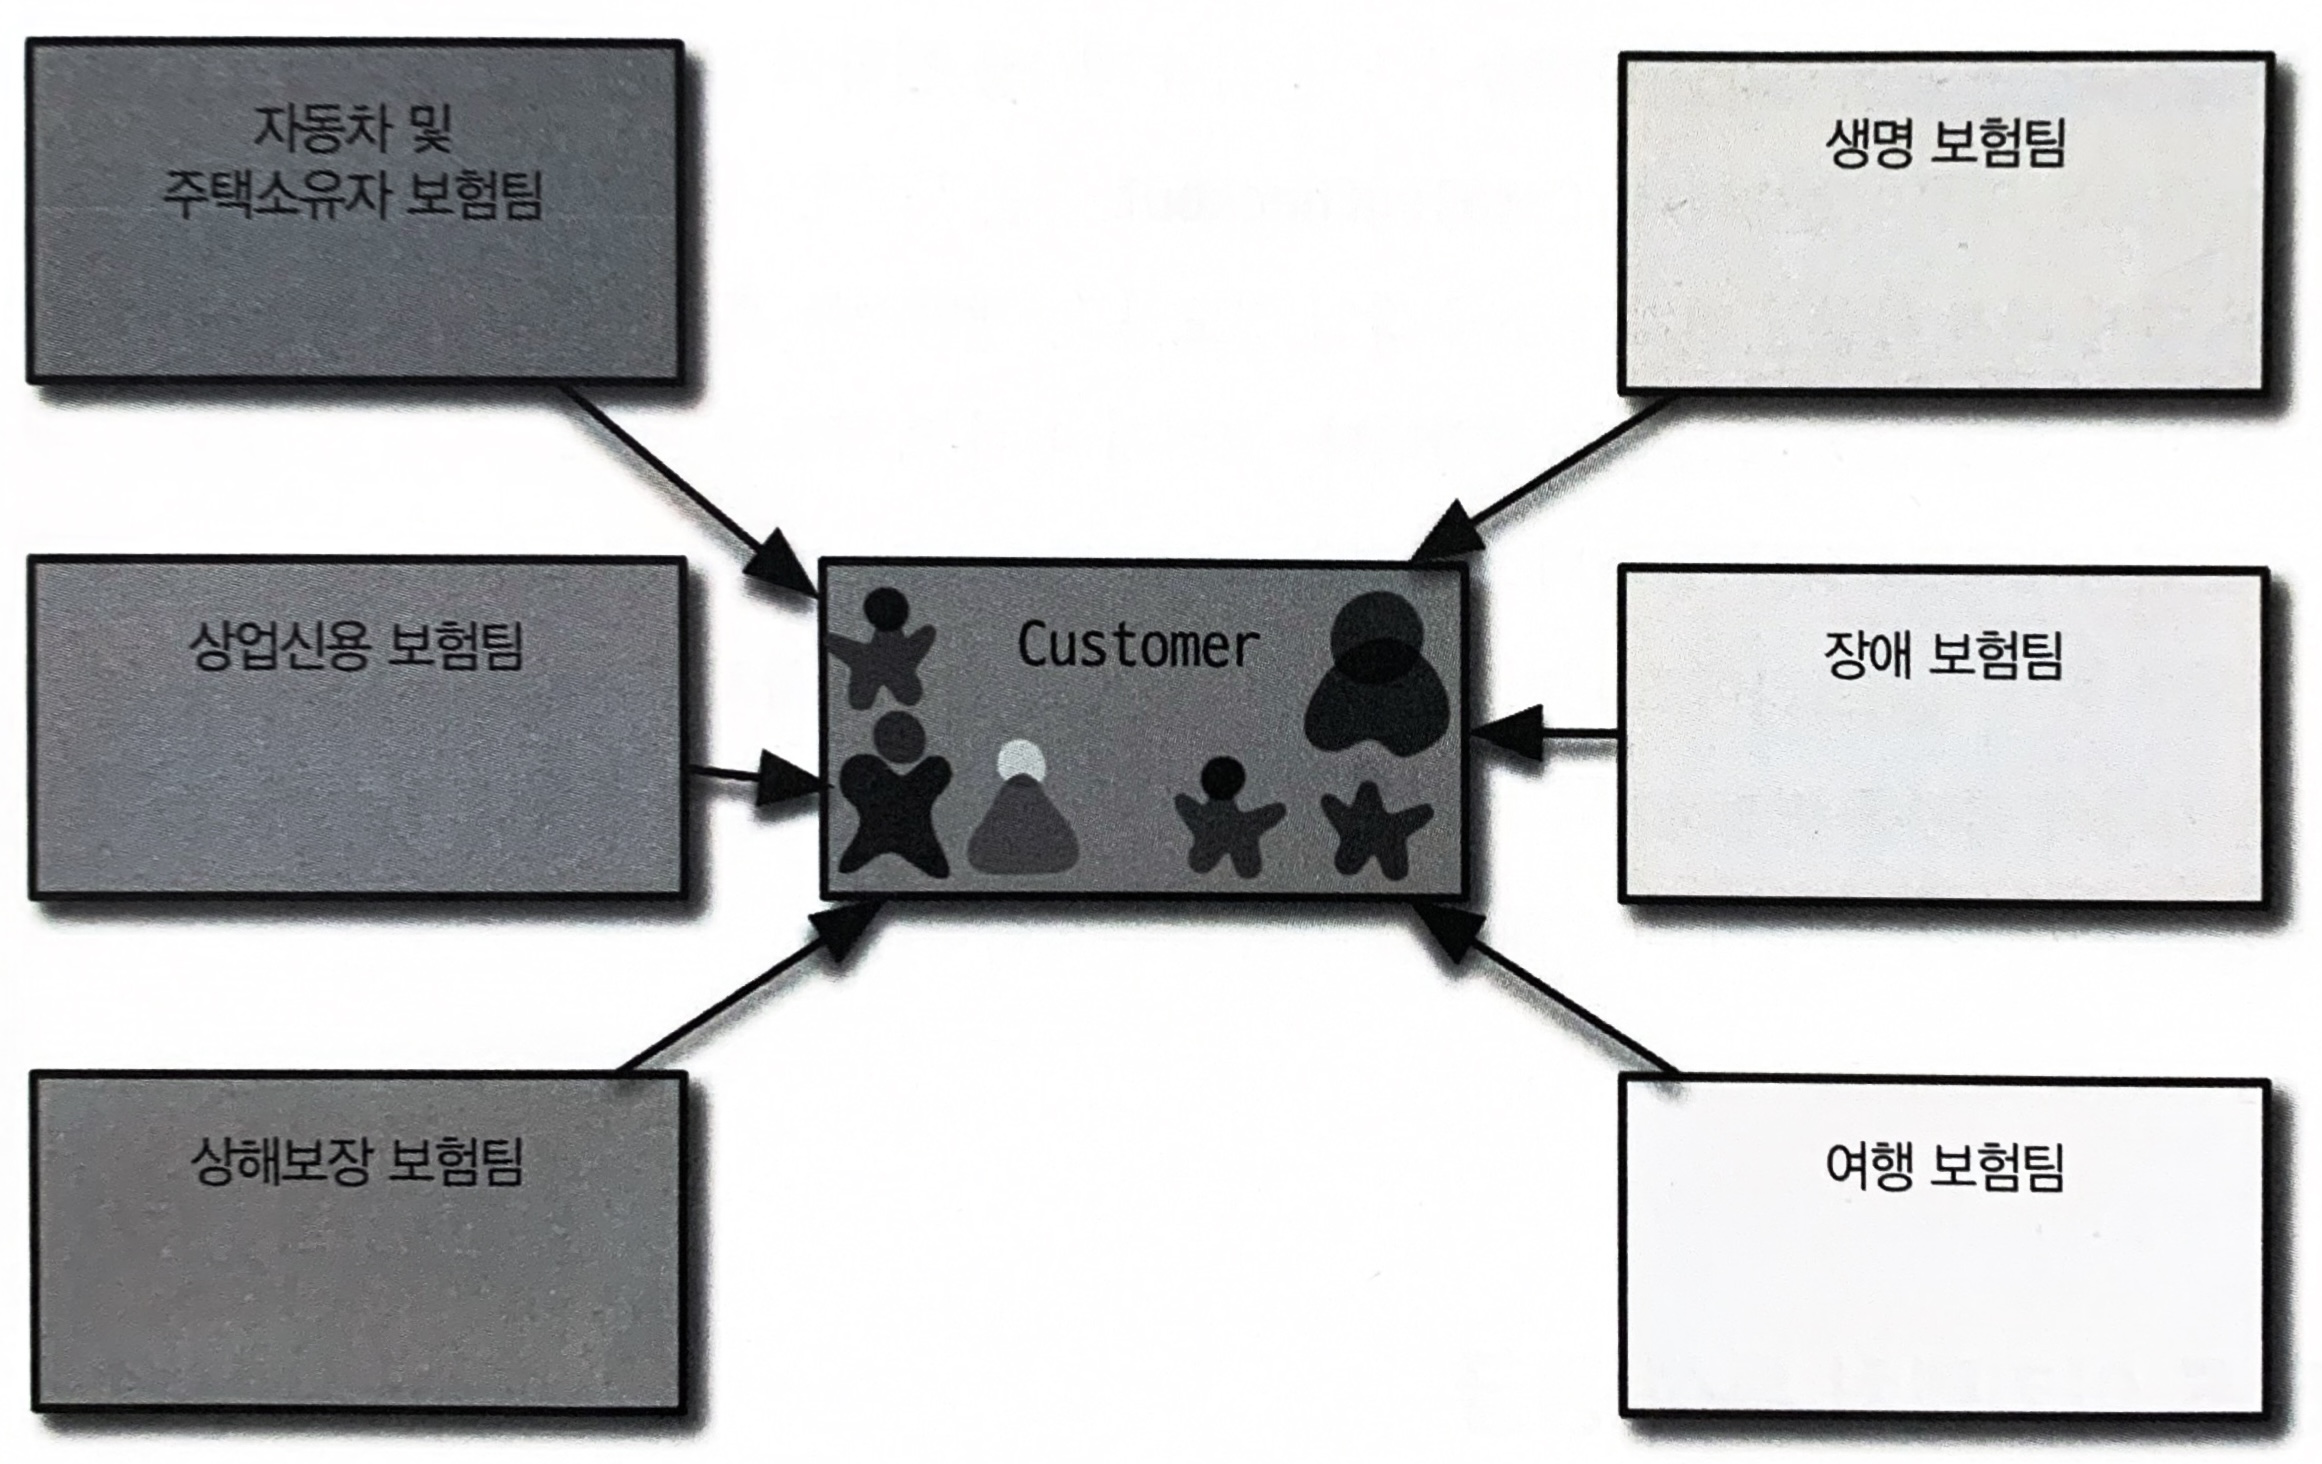 자동차 및
주택소유자 보험팀
생명 보험팀
상업신용 보험팀
Customer
장애 보험팀
상해보장 보험팀
여행 보험팀